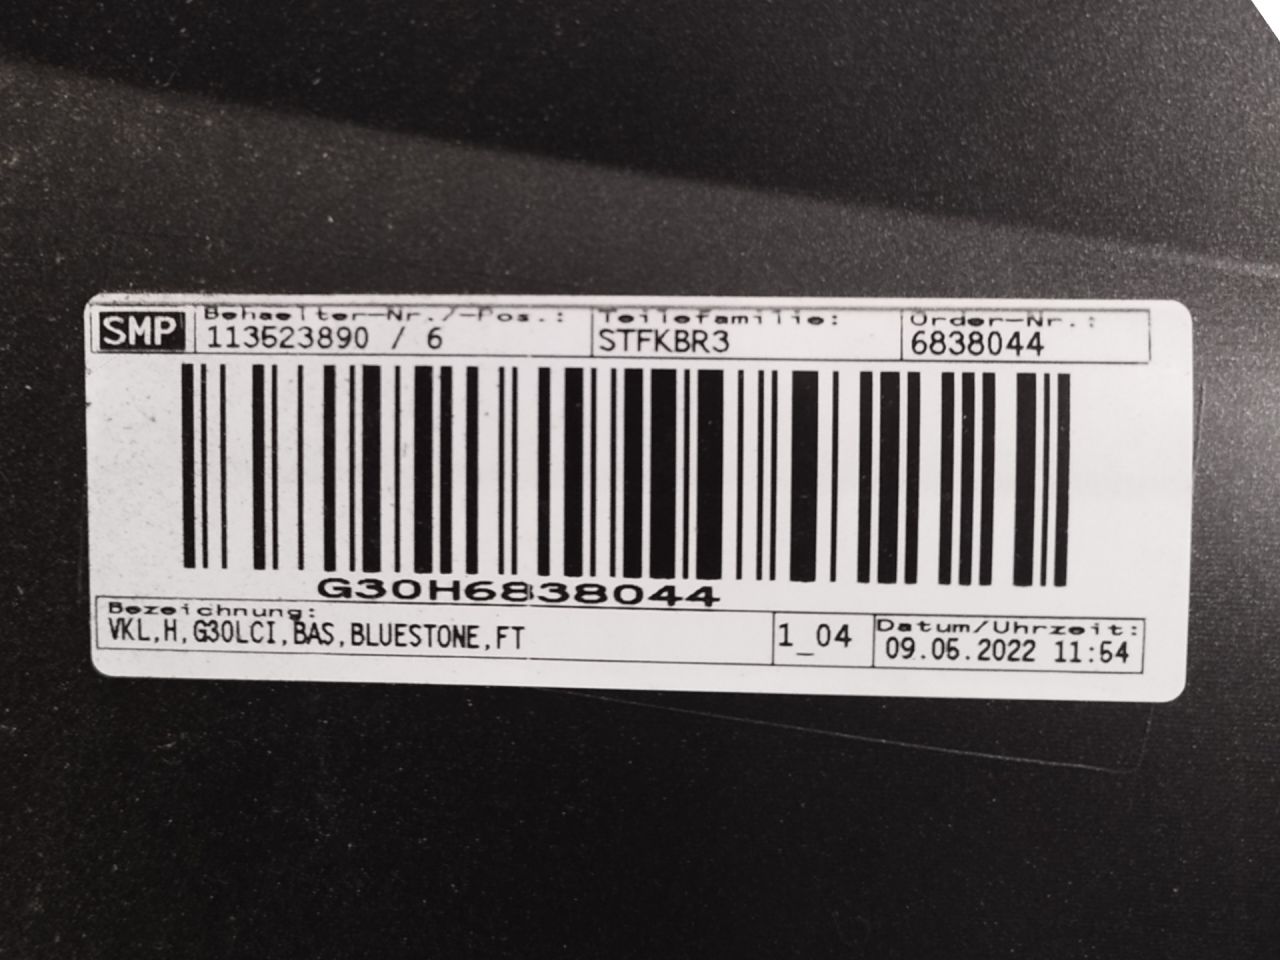 SMP
Behaelter-Nr./-Pos.:
113523890 / 6
Teilefamilie:
STFKBR3
Order-Nr.:
6838044
G30H6838044
Bezeichnung:
VKL,H,G30LCI,BAS,BLUESTONE,FT
1_04
Datum/Uhrzeit:
09.06.2022 11:54